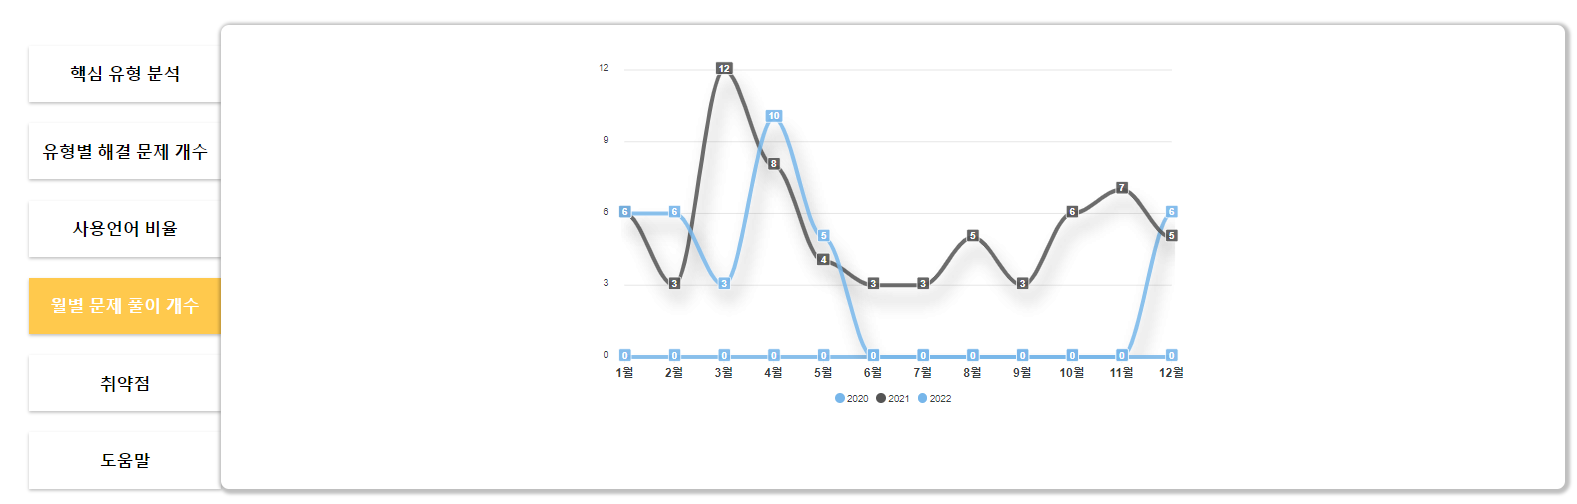 핵심 유형 분석
유형별 해결 문제 개수
사용언어 비율
월별 문제 풀이 개수
취약점
도움말
12
9
6
3
0
6 3 12 8 4 3 3 5 3 6 7 5
6 3 10 5 6
0 0 0 0 0 0 0 0 0 0 0 0
1월 2월 3월 4월 5월 6월 7월 8월 9월 10월 11월 12월
2020 2021 2022